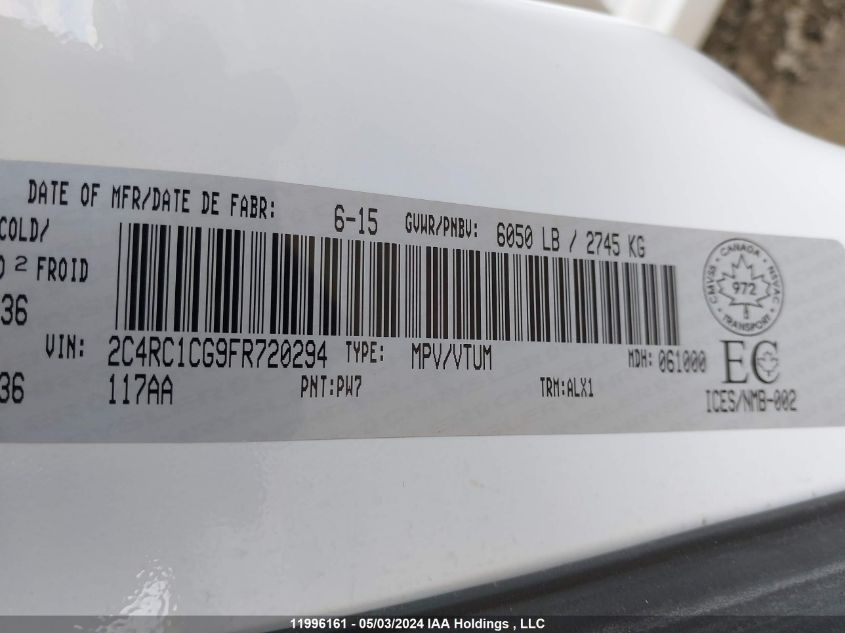 DATE OF MFR/DATE DE FABR: 6-15 GVWR/PNBV: 6050 LB / 2745 KG
COLD/
2 FROID
36
VIN: 2C4RC1CG9FR720294 TYPE: MPV/VTUM MDH: 061000
36
117AA PNT:PW7 TRM:ALX1
CANADA
CMVSS NSVAC
972
TRANSPORT
EC
ICES/NMB-002
11996161 - 05/03/2024 IAA Holdings , LLC